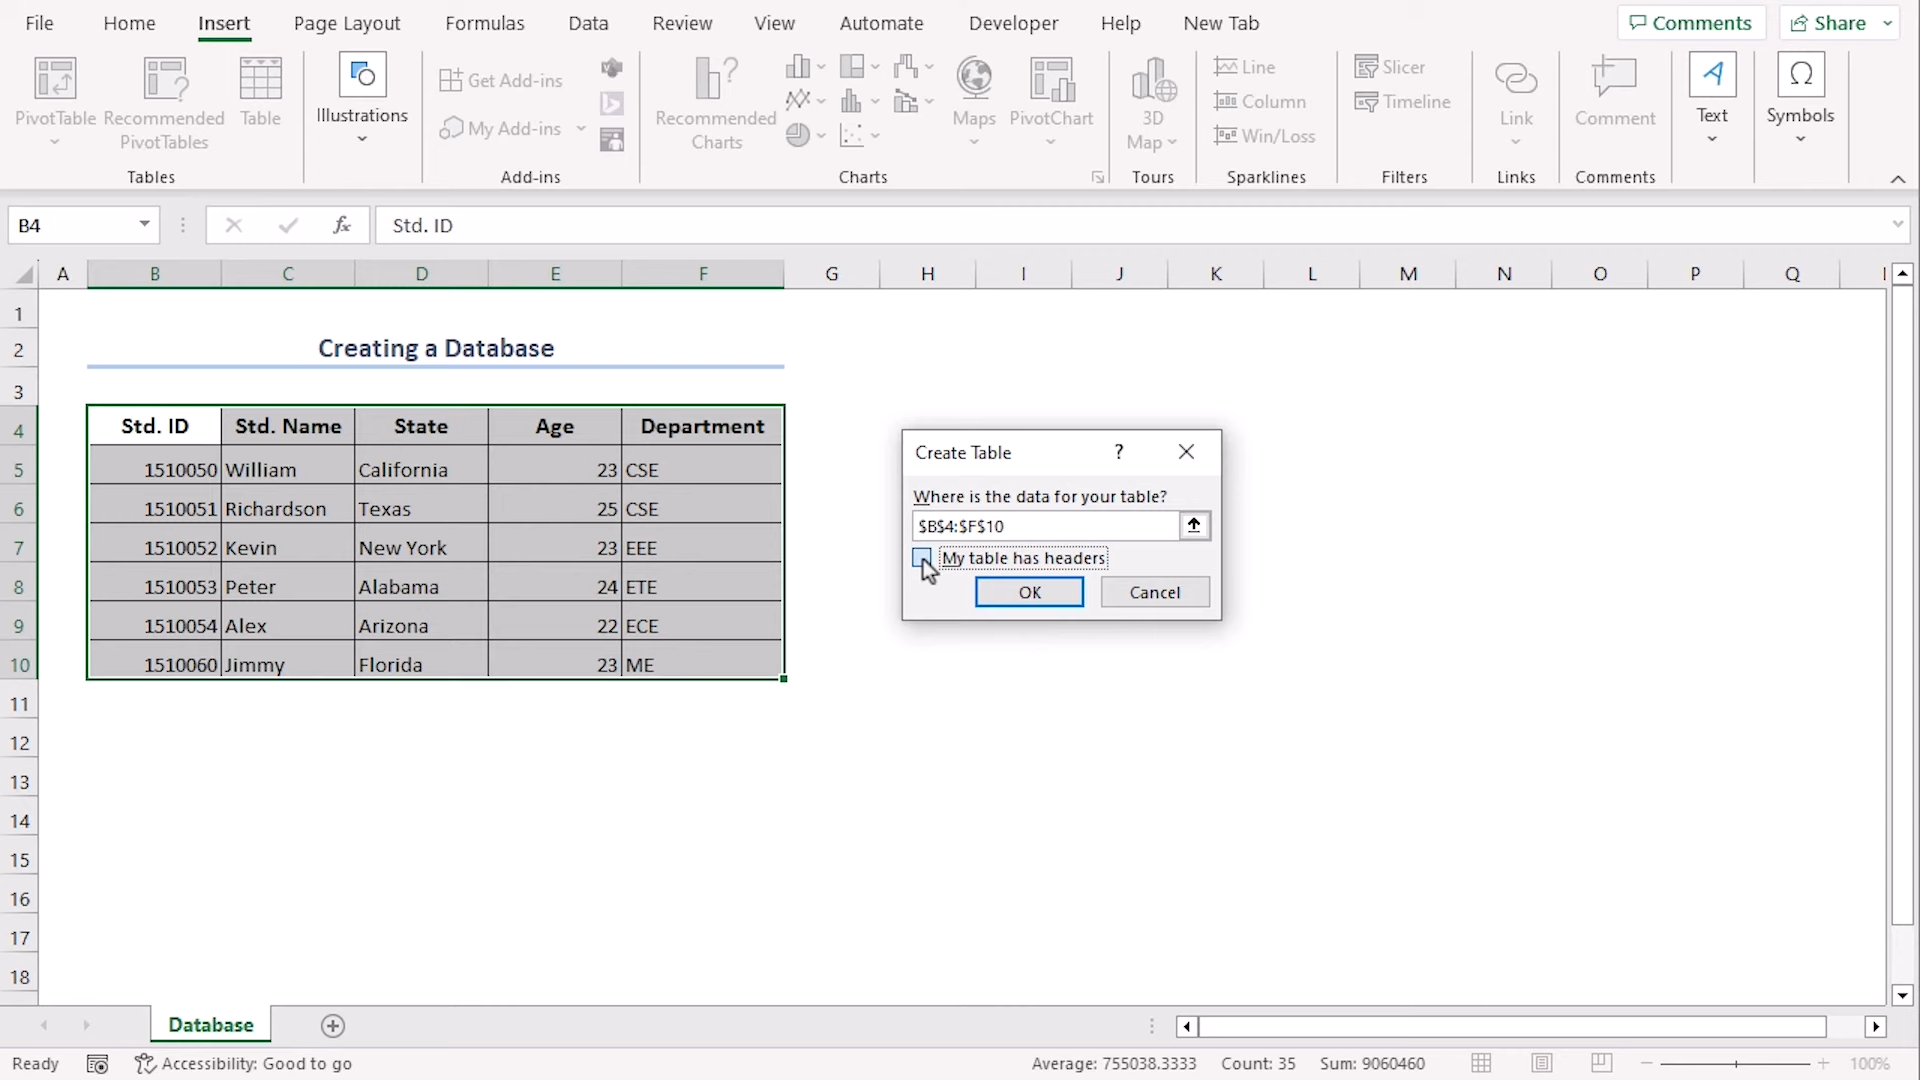 File Home Insert Page Layout Formulas Data Review View Automate Developer Help New Tab Comments Share
PivotTable Recommended PivotTables Table
Illustrations
Get Add-ins
My Add-ins
Recommended Charts
Maps PivotChart
3D Map
Line
Column
Win/Loss
Slicer
Timeline
Link
Comment
Text
Symbols
Tables Add-ins Charts Tours Sparklines Filters Links Comments
B4 fx Std. ID
A B C D E F G H I J K L M N O P Q
1
2 Creating a Database
3
4 Std. ID Std. Name State Age Department
5 1510050 William California 23 CSE
6 1510051 Richardson Texas 25 CSE
7 1510052 Kevin New York 23 EEE
8 1510053 Peter Alabama 24 ETE
9 1510054 Alex Arizona 22 ECE
10 1510060 Jimmy Florida 23 ME
11
12
13
14
15
16
17
18
Create Table ?
Where is the data for your table?
$B$4:$F$10
My table has headers
OK Cancel
Database
Ready Accessibility: Good to go Average: 755038.3333 Count: 35 Sum: 9060460 100%